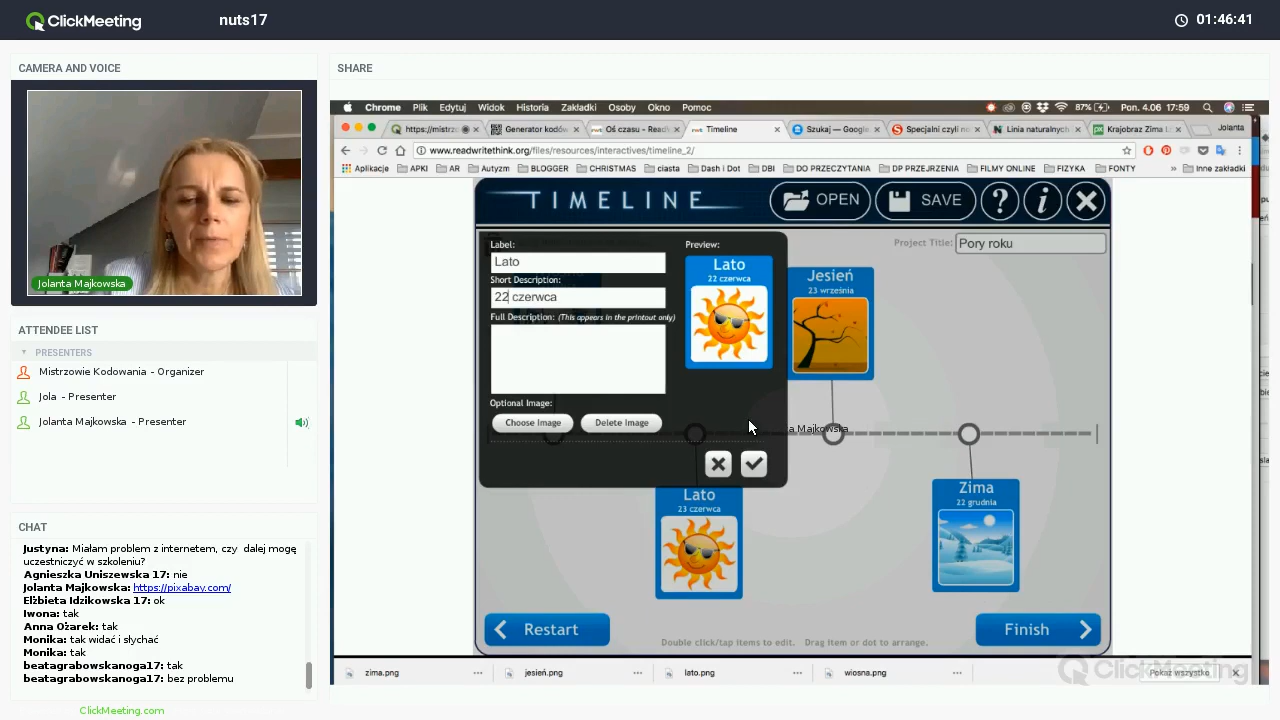 ClickMeeting
nuts17
01:46:41
CAMERA AND VOICE
Jolanta Majkowska
ATTENDEE LIST
PRESENTERS
Mistrzowie Kodowania - Organizer
Jola - Presenter
Jolanta Majkowska - Presenter
CHAT
Justyna: Miałam problem z internetem, czy dalej mogę
uczestniczyć w szkoleniu?
Agnieszka Uniszewska 17: nie
Jolanta Majkowska: https://pixabay.com/
Elżbieta Idzikowska 17: ok
Iwona: tak
Anna Ożarek: tak
Monika: tak widać i słychać
Monika: tak
beatagrabowskanoga17: tak
beatagrabowskanoga17: bez problemu
ClickMeeting.com
SHARE
Chrome Plik Edytuj Widok Historia Zakładki Osoby Okno Pomoc
87% Pon. 4.06 17:59
https://mistrz
Generator kodów
Oś czasu - Read
Timeline
Szukaj — Google
Specjalni czyli no
Linia naturalnych
Krajobraz Zima L
Jolanta
www.readwritethink.org/files/resources/interactives/timeline_2/
Aplikacje APKI AR Autyzm BLOGGER CHRISTMAS ciasta Dash i Dot DBI DO PRZECZYTANIA DP PRZEJRZENIA FILMY ONLINE FIZYKA FONTY » Inne zakładki
TIMELINE
OPEN
SAVE
? i
Project Title: Pory roku
Label:
Lato
Short Description:
22 czerwca
Full Description: (This appears in the printout only)
Optional Image:
Choose Image
Delete Image
Preview:
Lato
22 czerwca
Jesień
23 września
a Majkowska
Lato
23 czerwca
Zima
22 grudnia
Restart
Double click/tap items to edit. Drag item or dot to arrange.
Finish
zima.png
jesień.png
lato.png
wiosna.png
Pokaż wszystko
ClickMeeting